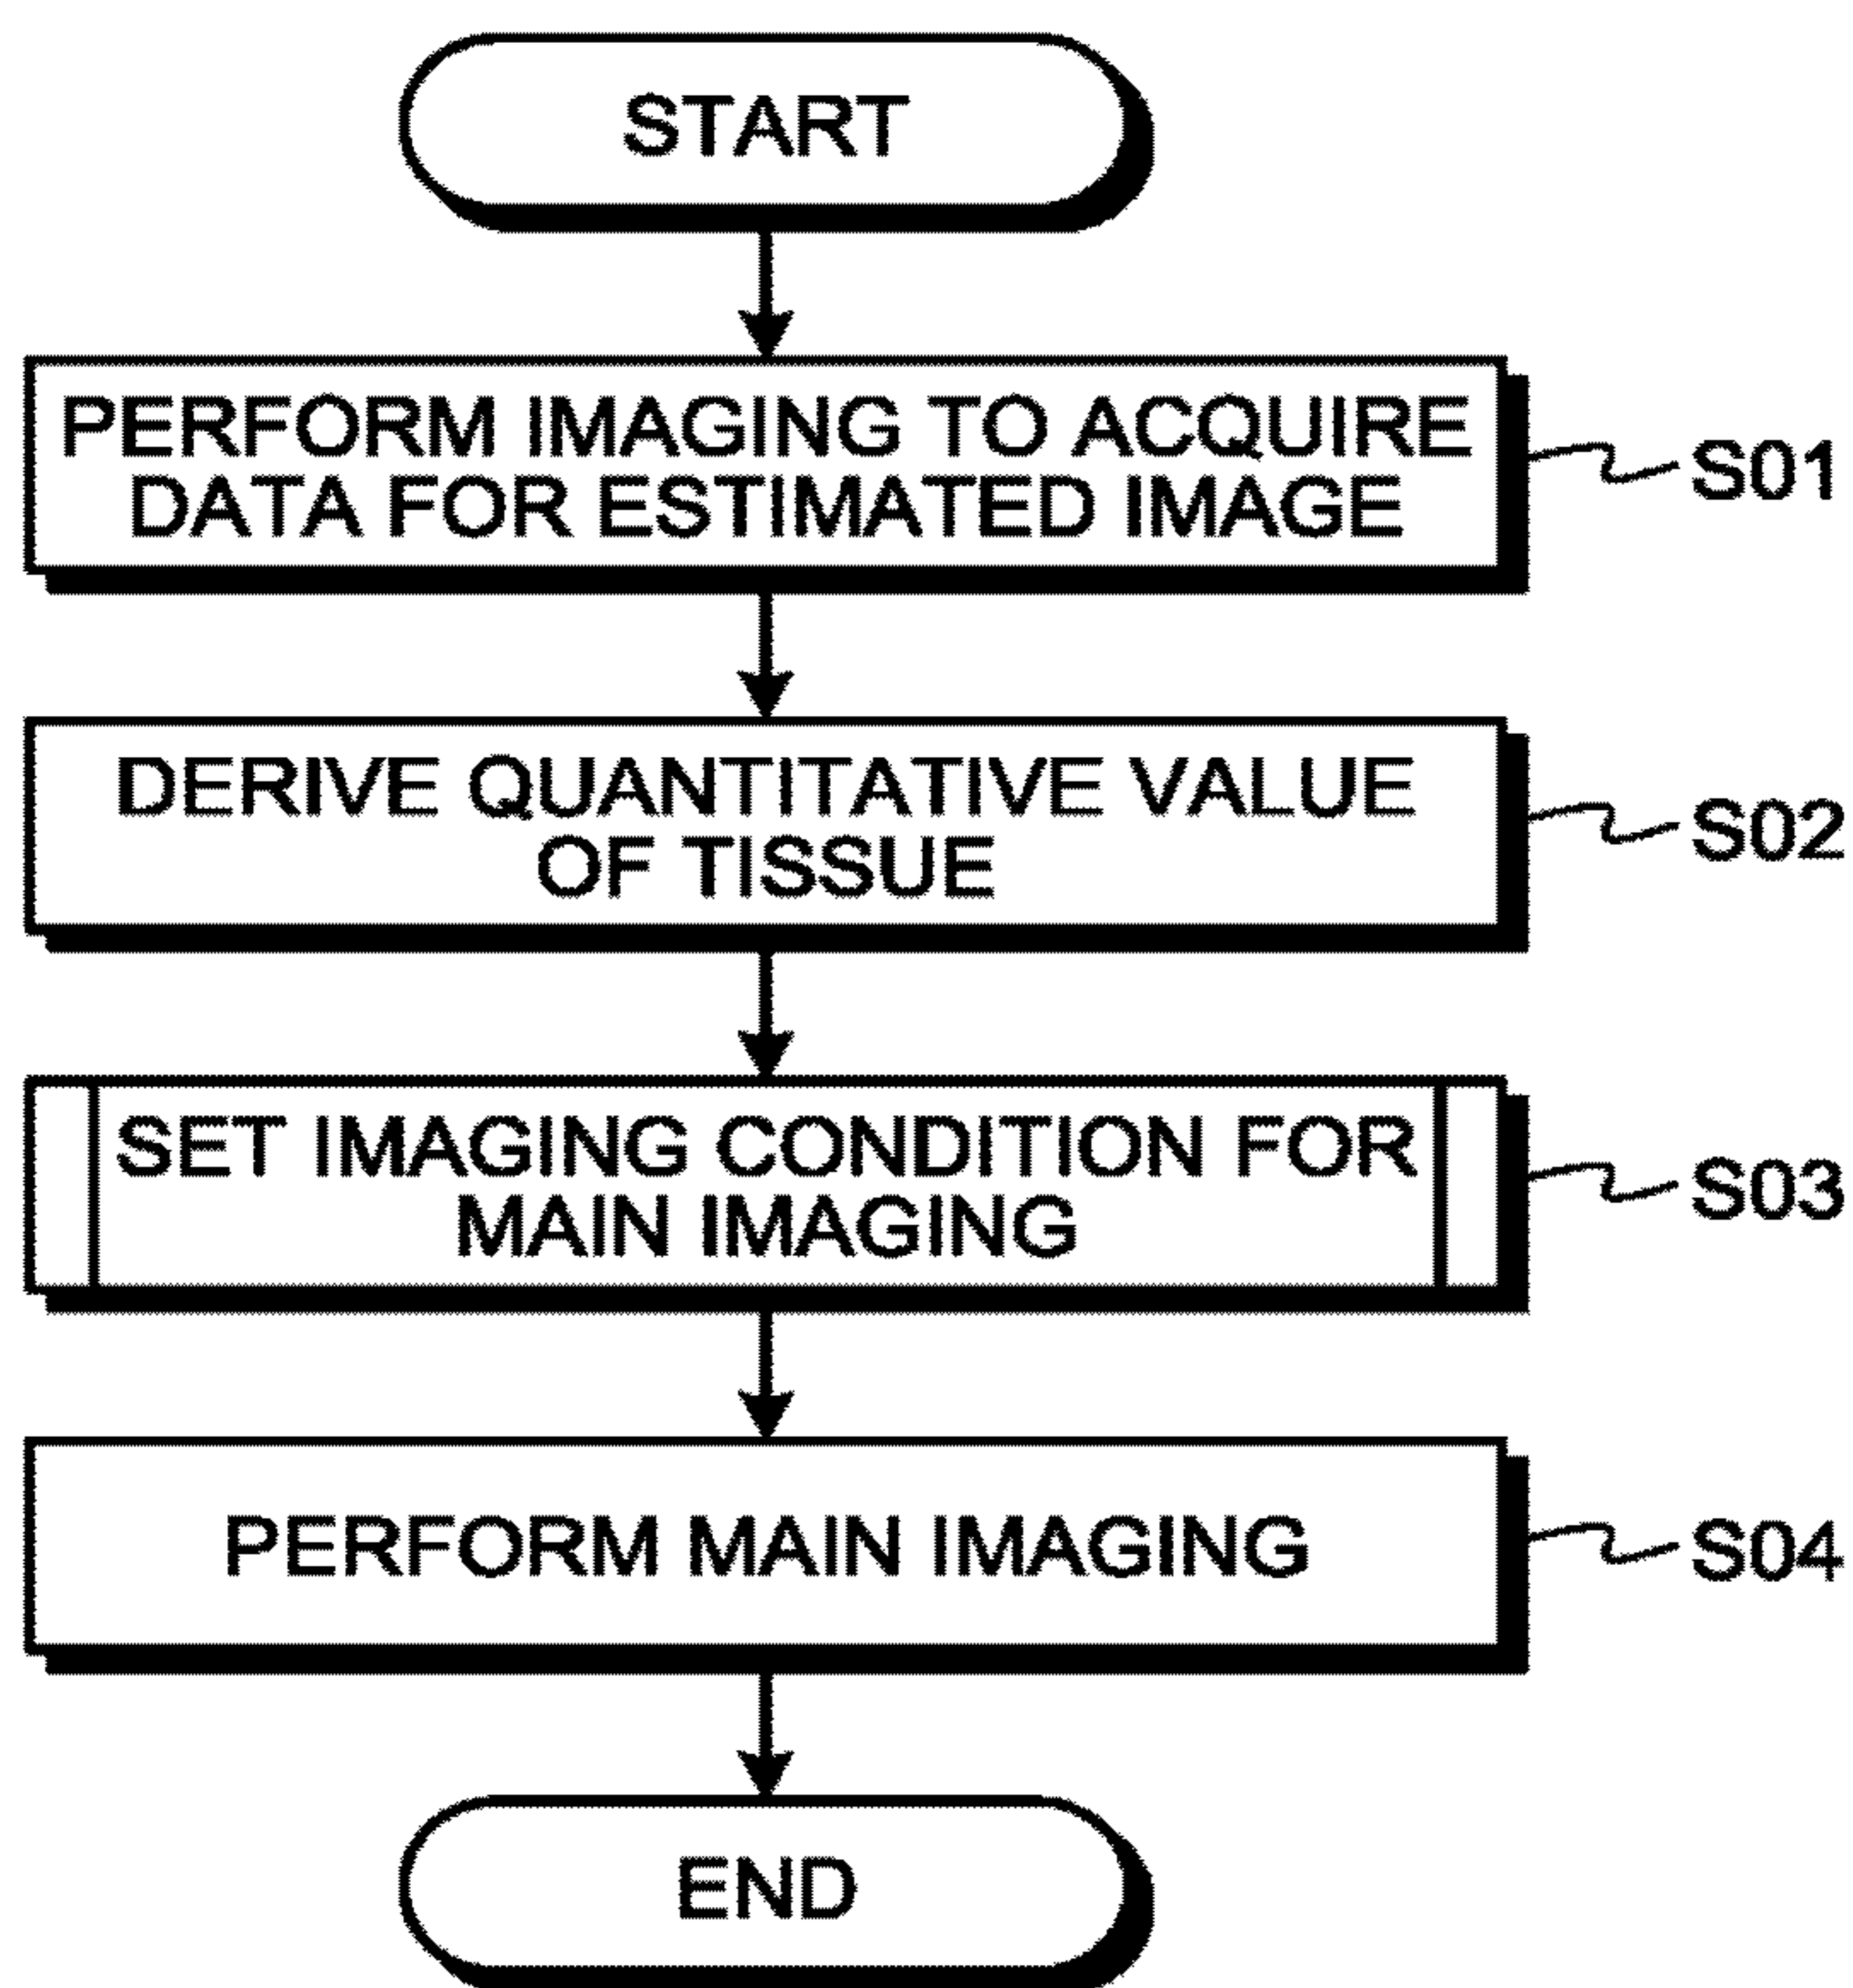 START
PERFORM IMAGING TO ACQUIRE
DATA FOR ESTIMATED IMAGE
S01
DERIVE QUANTITATIVE VALUE
OF TISSUE
S02
SET IMAGING CONDITION FOR
MAIN IMAGING
S03
PERFORM MAIN IMAGING
S04
END